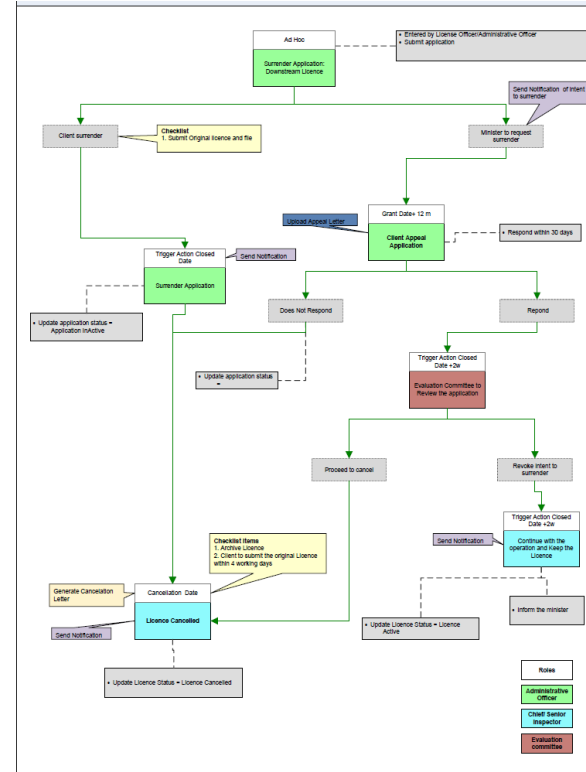 Ad Hoc
Surrender Application:
Downstream Licence
• Entered by License Officer/Administrative Officer
• Submit application
Send Notification of Intent
to surrender
Client surrender
Checklist
1. Submit Original licence and file
Minister to request
surrender
Grant Date+ 12 m
Upload Appeal Letter
Client Appeal
Application
• Respond within 30 days
Trigger Action Closed
Date
Send Notification
Surrender Application
Does Not Respond
Repond
• Update application status =
Application InActive
Trigger Action Closed
Date +2w
Evaluation Committee to
Review the application
• Update application status
=
Proceed to cancel
Revoke intent to
surrender
Trigger Action Closed
Date +2w
Send Notification
Continue with the
operation and Keep the
Licence
Checklist items
1. Archive Licence
2. Client to submit the original Licence
within 4 working days
Generate Cancelation
Letter
Cancelation Date
Licence Cancelled
Send Notification
• Update Licence Status = Licence
Active
• Inform the minister
• Update Licence Status = Licence Cancelled
Roles
Administrative
Officer
Chief/ Senior
Inspector
Evaluation
committee